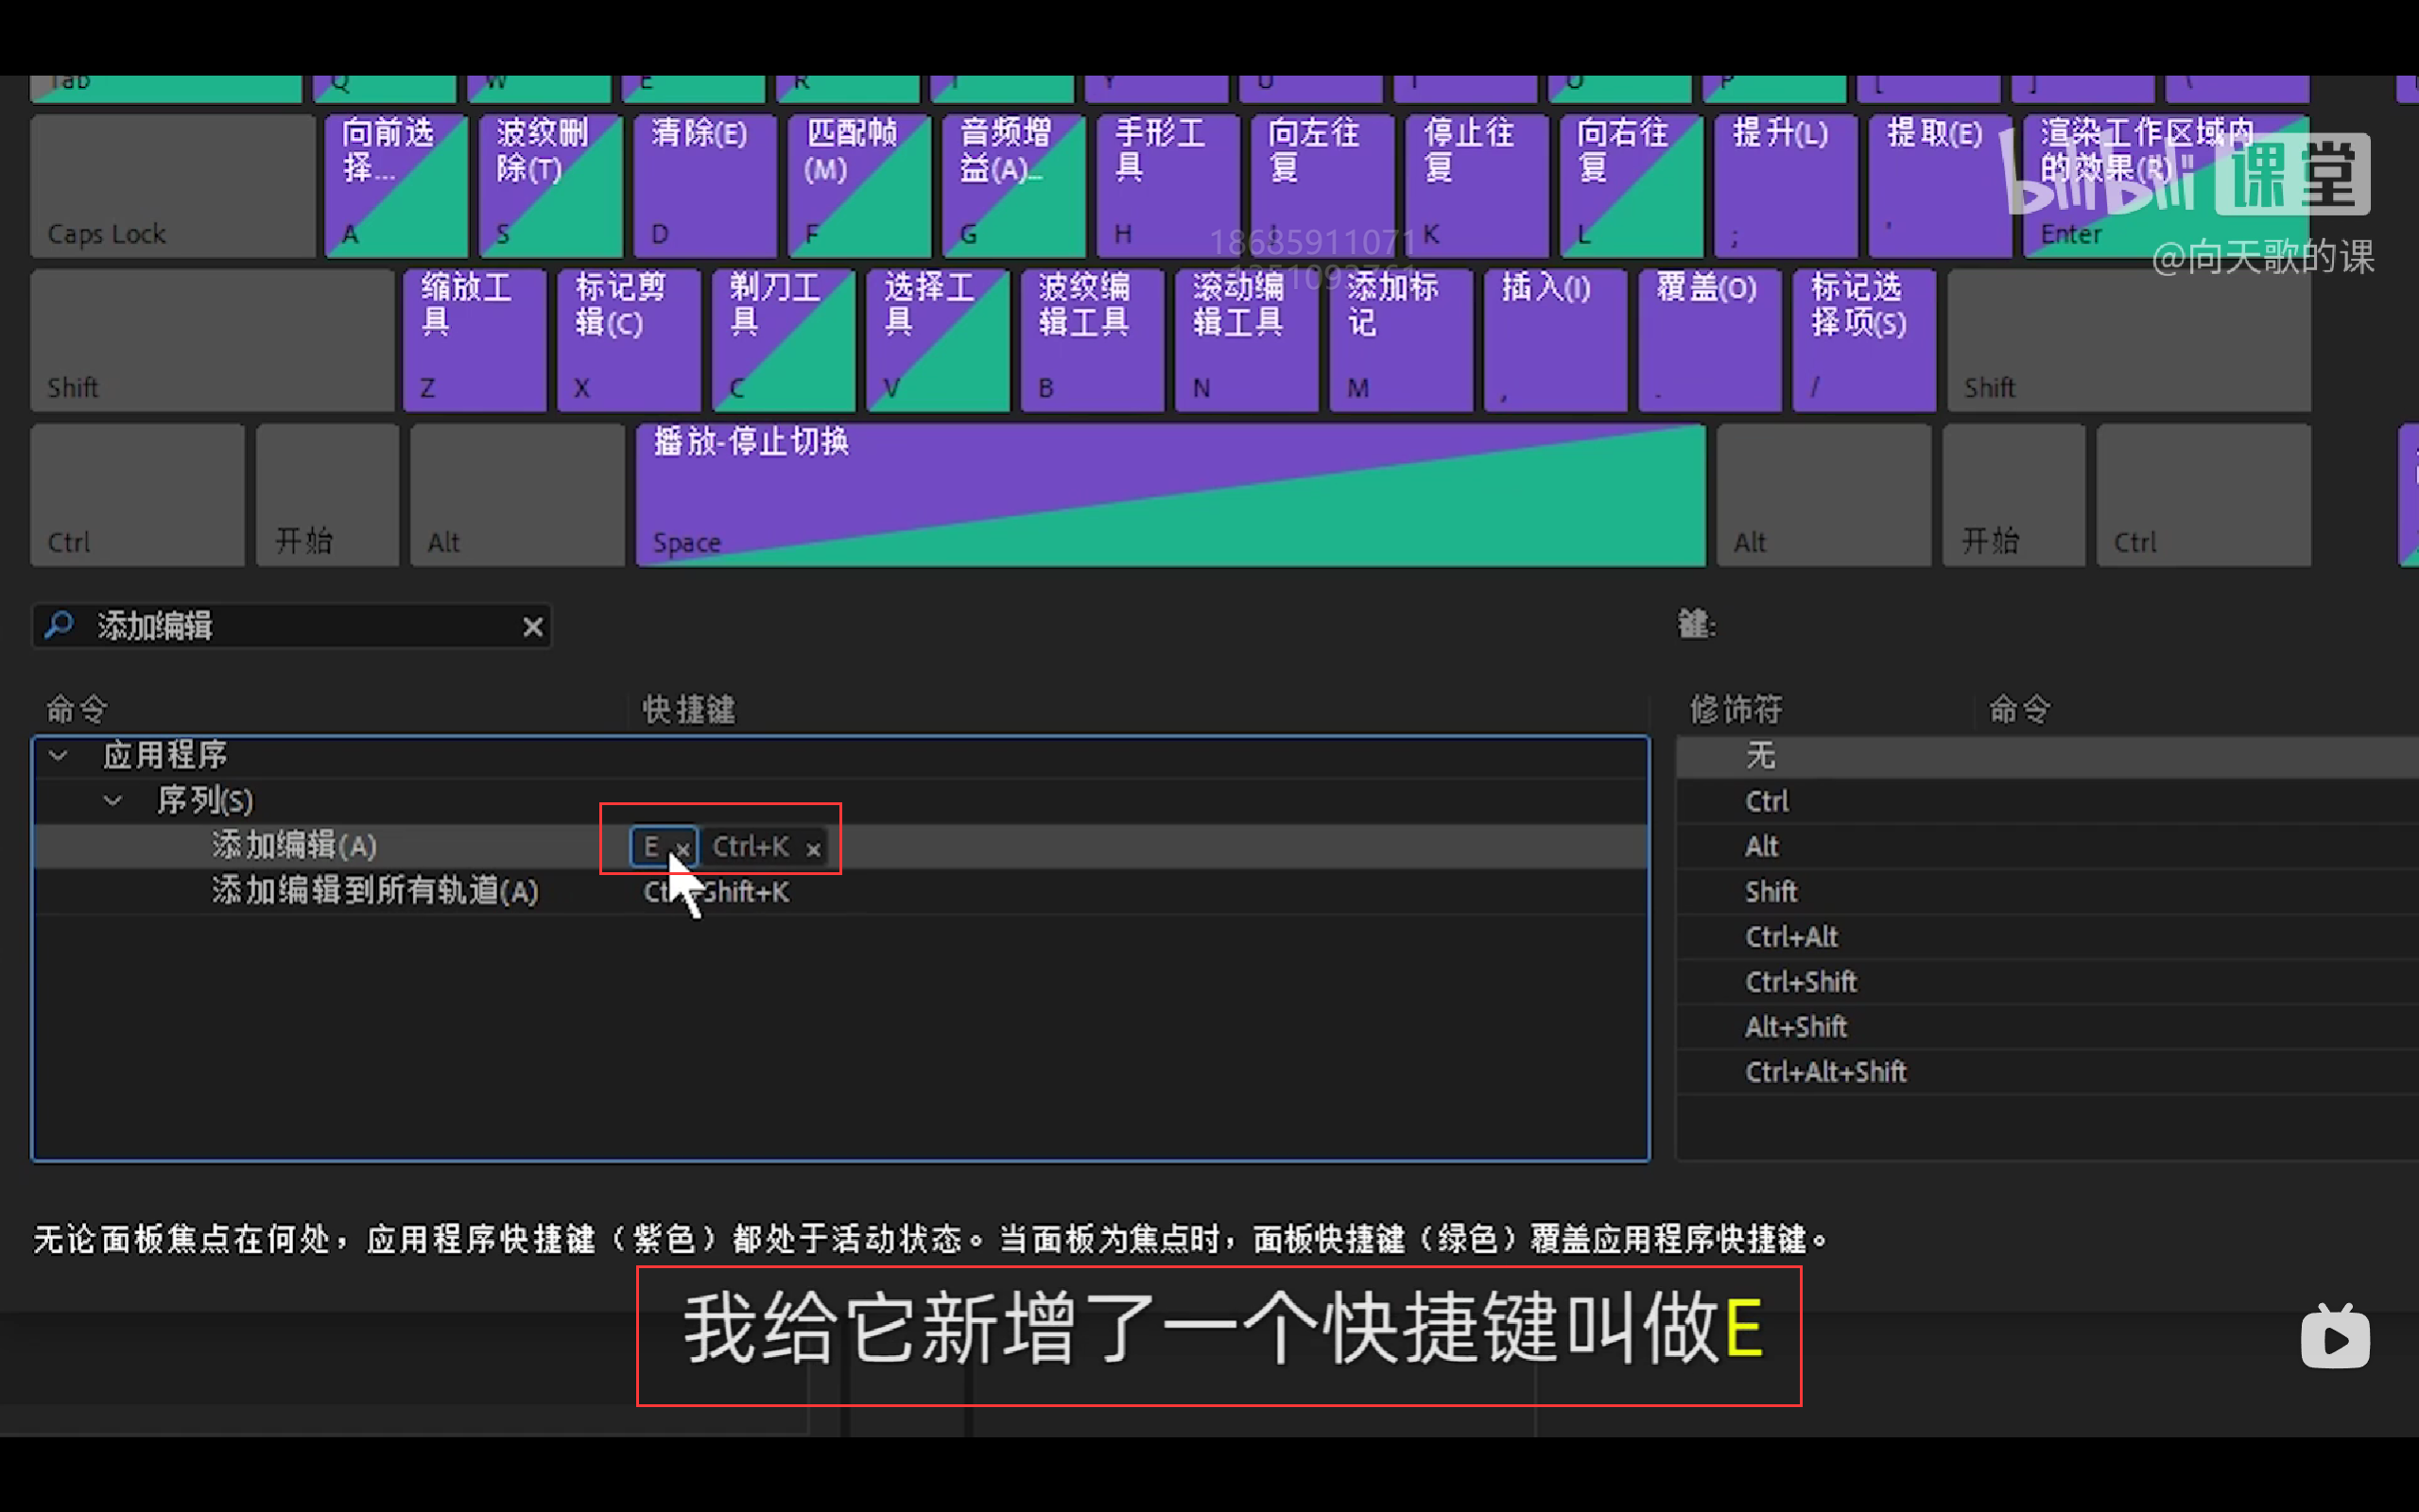 Tab Q W E R T Y U I O P [ ] \
向前选择... 波纹删除(T) 清除(E) 匹配帧(M) 音频增益(A)... 手形工具 向左往复 停止往复 向右往复 提升(L) 提取(E) 渲染工作区域内的效果(R)"
Caps Lock A S D F G H J K L ; ' Enter
bilibili 课堂
18685911071
@向天歌的课
缩放工具 标记剪辑(C) 剃刀工具 选择工具 波纹编辑工具 滚动编辑工具 添加标记 插入(I) 覆盖(O) 标记选择项(S)
Shift Z X C V B N M , . / Shift
播放-停止切换
Ctrl 开始 Alt Space Alt 开始 Ctrl
添加编辑 ×
键:
命令 快捷键 修饰符 命令
应用程序 无
序列(S) Ctrl
添加编辑(A) E × Ctrl+K × Alt
添加编辑到所有轨道(A) Ctrl+Shift+K Shift
Ctrl+Alt
Ctrl+Shift
Alt+Shift
Ctrl+Alt+Shift
无论面板焦点在何处，应用程序快捷键（紫色）都处于活动状态。当面板为焦点时，面板快捷键（绿色）覆盖应用程序快捷键。
我给它新增了一个快捷键叫做E